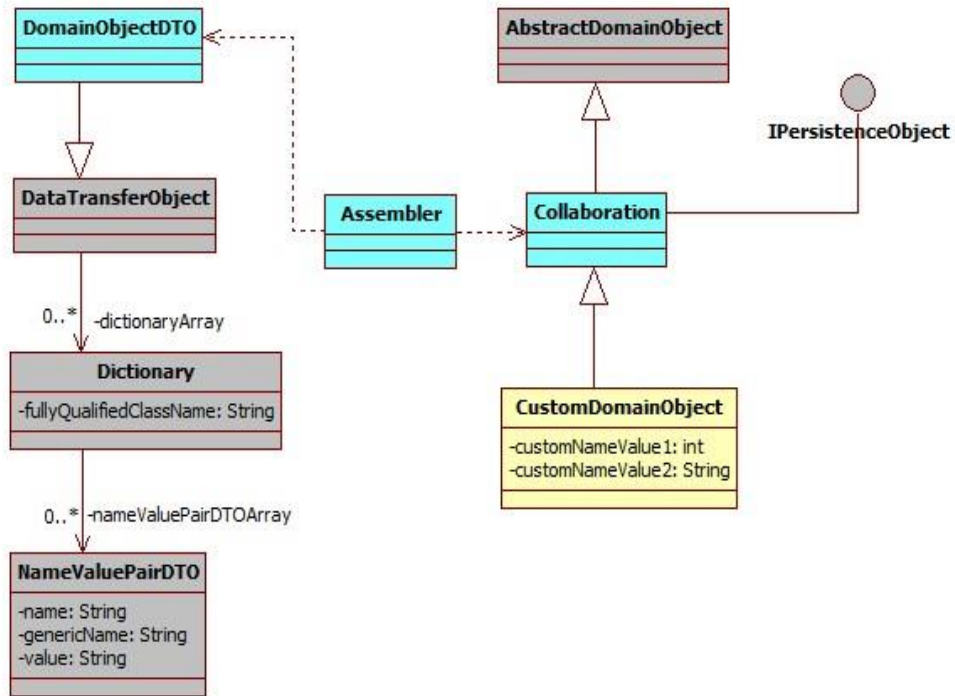 DomainObjectDTO
AbstractDomainObject
IPersistenceObject
DataTransferObject
Assembler
Collaboration
0..*
-dictionaryArray
Dictionary
-fullyQualifiedClassName: String
CustomDomainObject
-customNameValue1: int
-customNameValue2: String
0..*
-nameValuePairDTOArray
NameValuePairDTO
-name: String
-genericName: String
-value: String